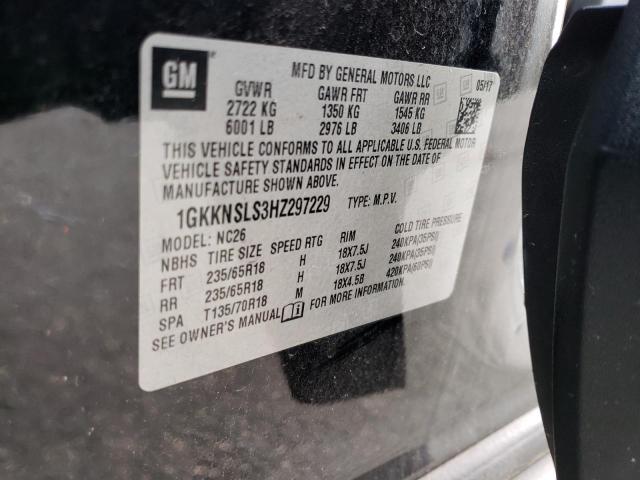 GM
MFD BY GENERAL MOTORS LLC 05/17
GVWR GAWR FRT GAWR RR
2722 KG 1350 KG 1545 KG
6001 LB 2976 LB 3406 LB
THIS VEHICLE CONFORMS TO ALL APPLICABLE U.S. FEDERAL MOTOR
VEHICLE SAFETY STANDARDS IN EFFECT ON THE DATE OF
MANUFACTURE SHOWN ABOVE.
1GKKNSLS3HZ297229 TYPE: M.P.V.
MODEL: NC26
NBHS TIRE SIZE SPEED RTG RIM COLD TIRE PRESSURE
FRT 235/65R18 H 18X7.5J 240KPA(35PSI)
RR 235/65R18 H 18X7.5J 240KPA(35PSI)
SPA T135/70R18 M 18X4.5B 420KPA(60PSI)
SEE OWNER'S MANUAL FOR MORE INFORMATION.